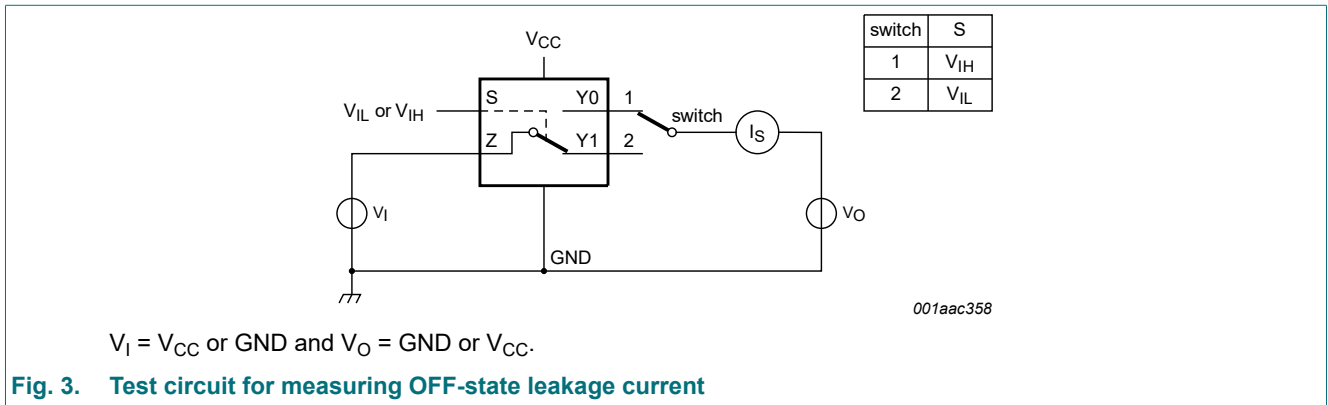 switch S
1 VIH
2 VIL
VCC
VIL or VIH
S
Y0
1
switch
IS
Z
Y1
2
VI
VO
GND
001aac358
VI = VCC or GND and VO = GND or VCC.
Fig. 3. Test circuit for measuring OFF-state leakage current